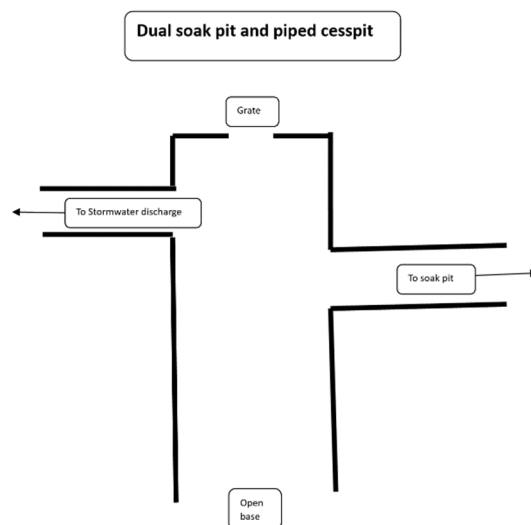 Dual soak pit and piped cesspit
Grate
To Stormwater discharge
To soak pit
Open
base